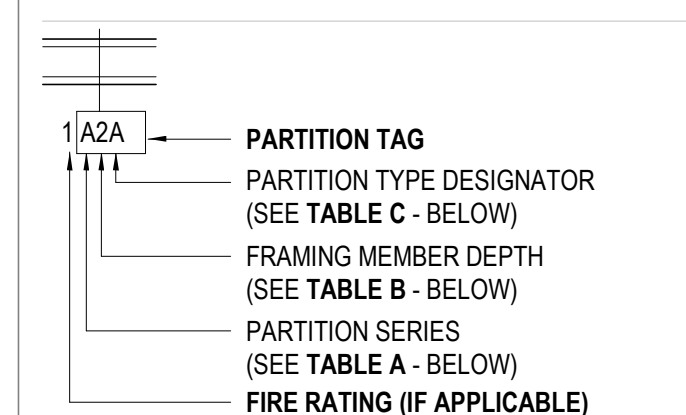 1 A2A
PARTITION TAG
PARTITION TYPE DESIGNATOR
(SEE TABLE C - BELOW)
FRAMING MEMBER DEPTH
(SEE TABLE B - BELOW)
PARTITION SERIES
(SEE TABLE A - BELOW)
FIRE RATING (IF APPLICABLE)